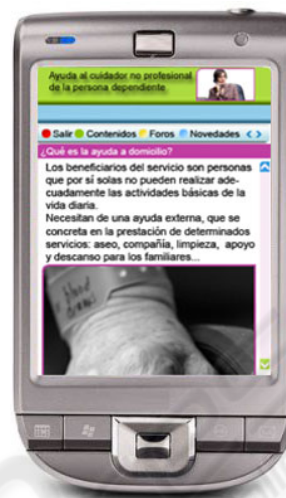 Ayuda al cuidador no profesional
de la persona dependiente
Salir Contenidos Foros Novedades < >
¿Qué es la ayuda a domicilio?
Los beneficiarios del servicio son personas
que por sí solas no pueden realizar ade-
cuadamente las actividades básicas de la
vida diaria.
Necesitan de una ayuda externa, que se
concreta en la prestación de determinados
servicios: aseo, compañía, limpieza, apoyo
y descanso para los familiares...